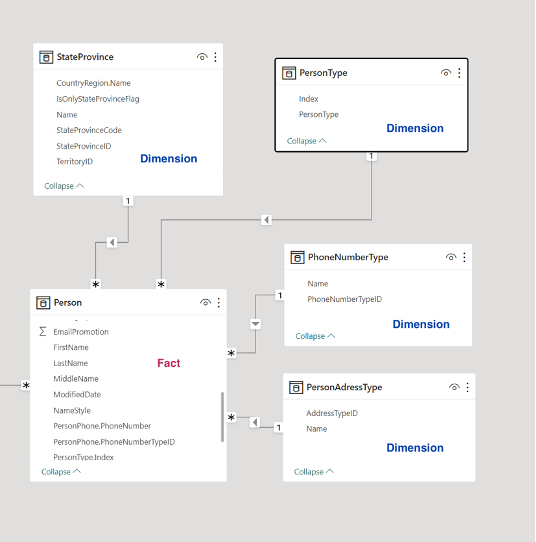 StateProvince
CountryRegion.Name
IsOnlyStateProvinceFlag
Name
StateProvinceCode
StateProvinceID
TerritoryID
Dimension
Collapse
1
PersonType
Index
PersonType
Dimension
Collapse
1
*
*
PhoneNumberType
Name
PhoneNumberTypeID
Dimension
Collapse
1
*
Person
Σ EmailPromotion
FirstName
LastName
Fact
MiddleName
ModifiedDate
NameStyle
PersonPhone.PhoneNumber
PersonPhone.PhoneNumberTypeID
PersonType.Index
Collapse
*
*
1
PersonAdressType
AddressTypeID
Name
Dimension
Collapse